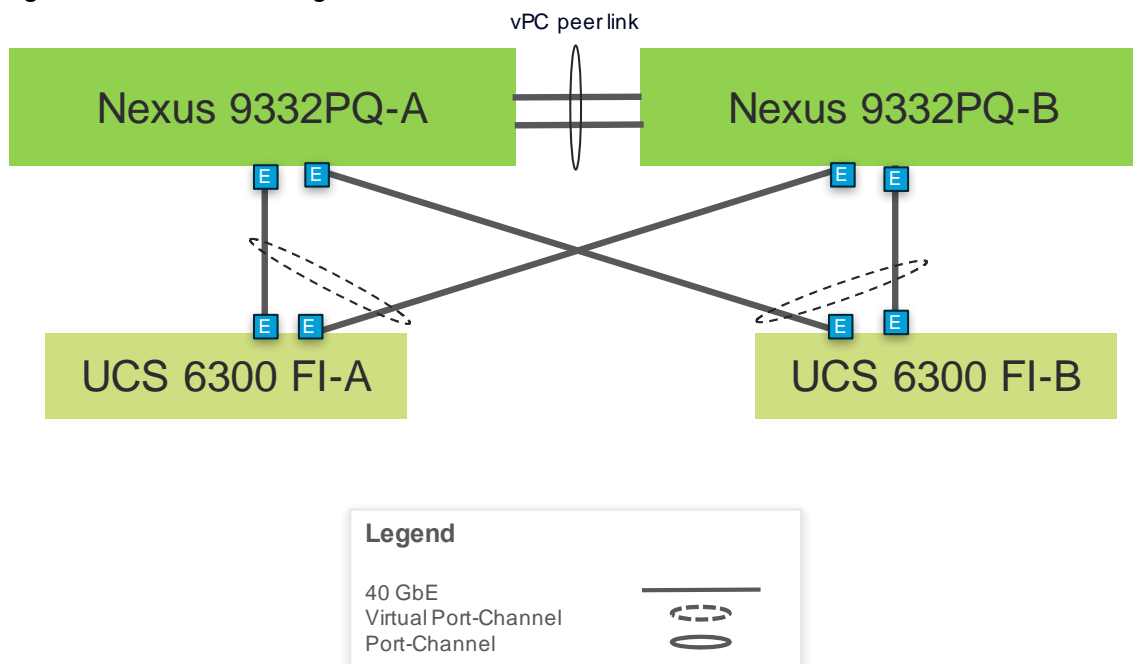 vPC peer link
Nexus 9332PQ-A
Nexus 9332PQ-B
E
E
E
E
E
E
E
E
UCS 6300 FI-A
UCS 6300 FI-B
Legend
40 GbE
Virtual Port-Channel
Port-Channel